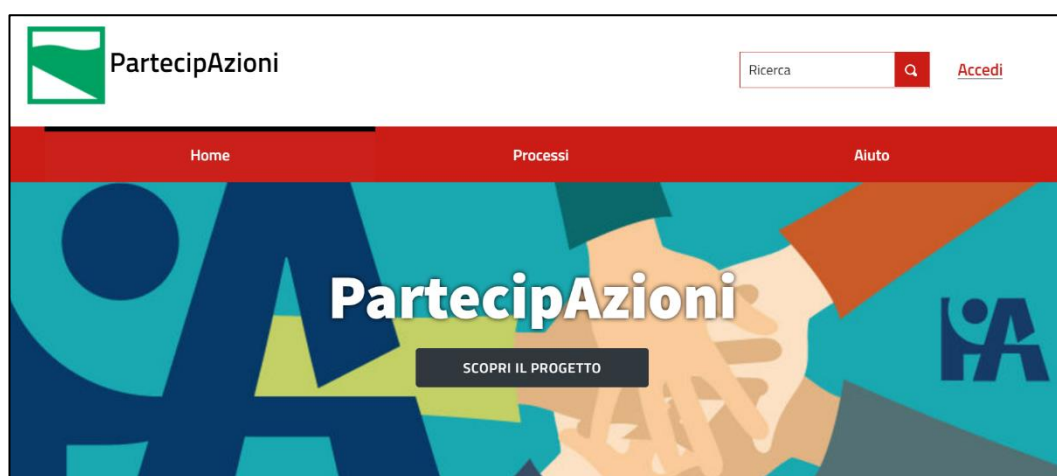 PartecipAzioni
Ricerca
Accedi
Home
Processi
Aiuto
PartecipAzioni
SCOPRI IL PROGETTO